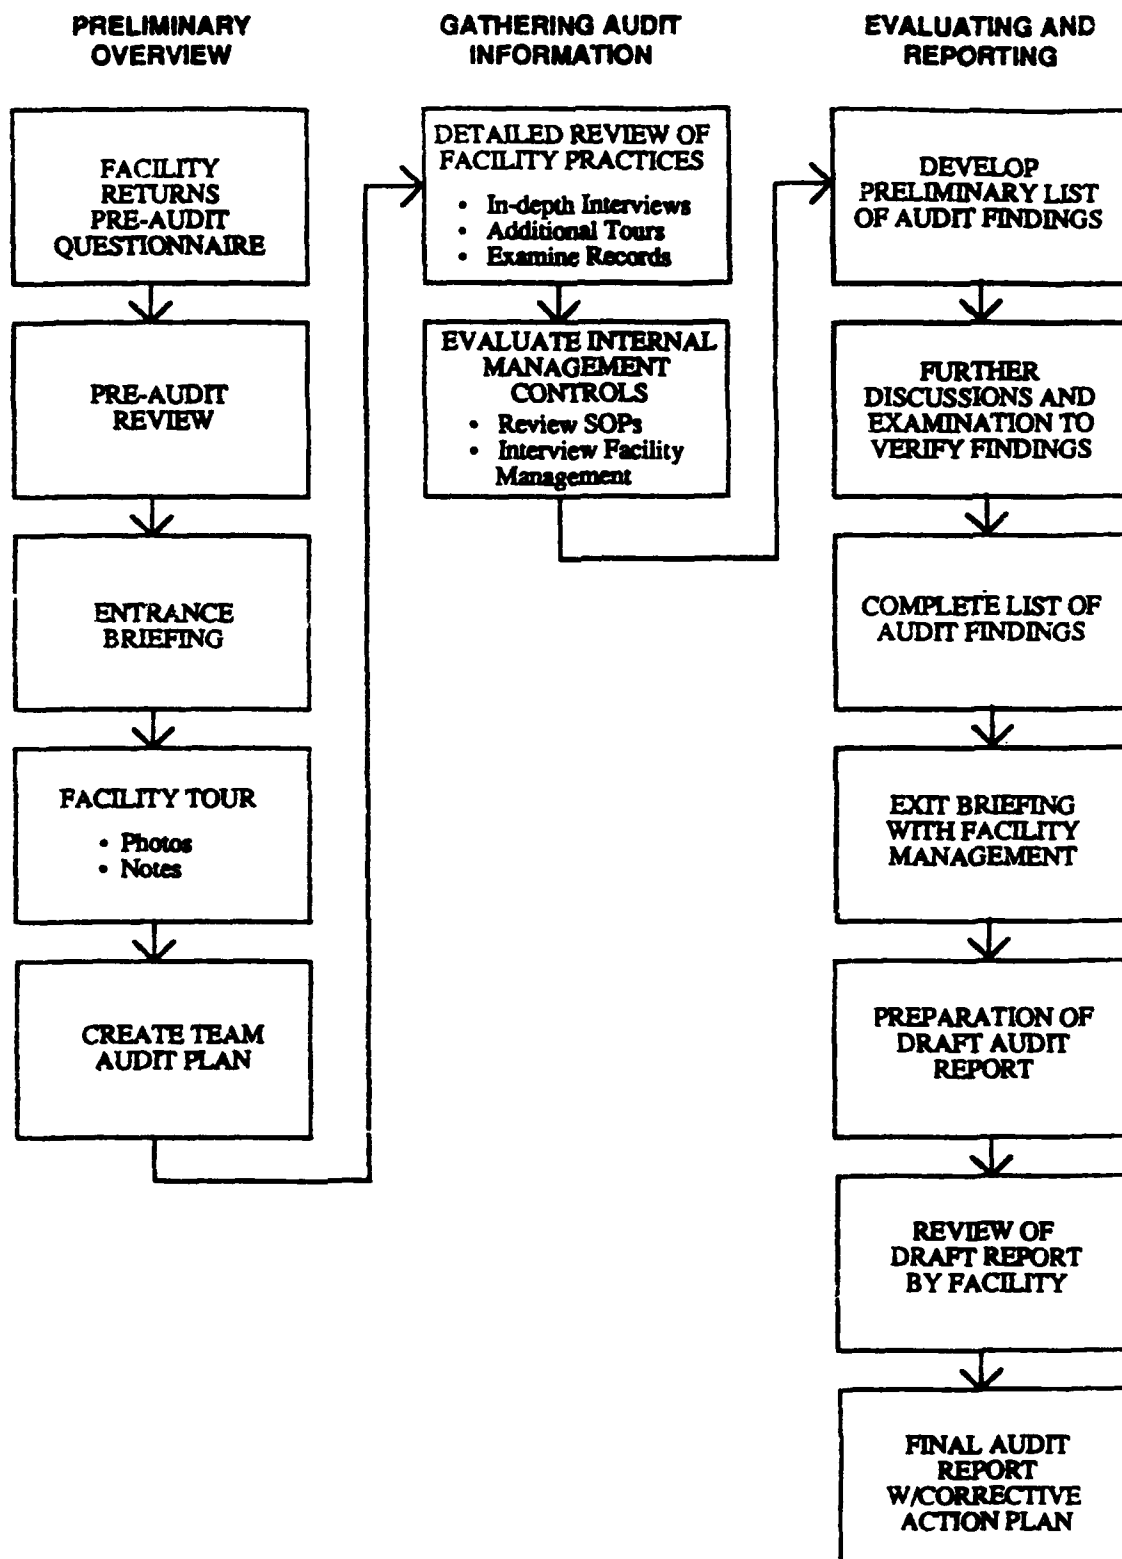 PRELIMINARY
OVERVIEW
FACILITY
RETURNS
PRE-AUDIT
QUESTIONNAIRE
PRE-AUDIT
REVIEW
ENTRANCE
BRIEFING
FACILITY TOUR
• Photos
• Notes
CREATE TEAM
AUDIT PLAN
GATHERING AUDIT
INFORMATION
DETAILED REVIEW OF
FACILITY PRACTICES
• In-depth Interviews
• Additional Tours
• Examine Records
EVALUATE INTERNAL
MANAGEMENT
CONTROLS
• Review SOPs
• Interview Facility
Management
EVALUATING AND
REPORTING
DEVELOP
PRELIMINARY LIST
OF AUDIT FINDINGS
FURTHER
DISCUSSIONS AND
EXAMINATION TO
VERIFY FINDINGS
COMPLETE LIST OF
AUDIT FINDINGS
EXIT BRIEFING
WITH FACILITY
MANAGEMENT
PREPARATION OF
DRAFT AUDIT
REPORT
REVIEW OF
DRAFT REPORT
BY FACILITY
FINAL AUDIT
REPORT
W/CORRECTIVE
ACTION PLAN